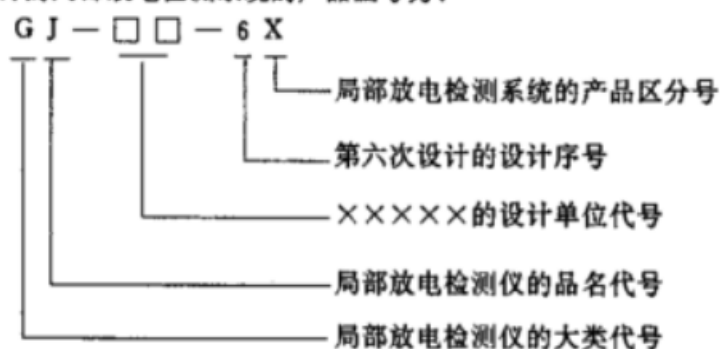 G J — □ □ — 6 X
局部放电检测系统的产品区分号
第六次设计的设计序号
×××××的设计单位代号
局部放电检测仪的品名代号
局部放电检测仪的大类代号